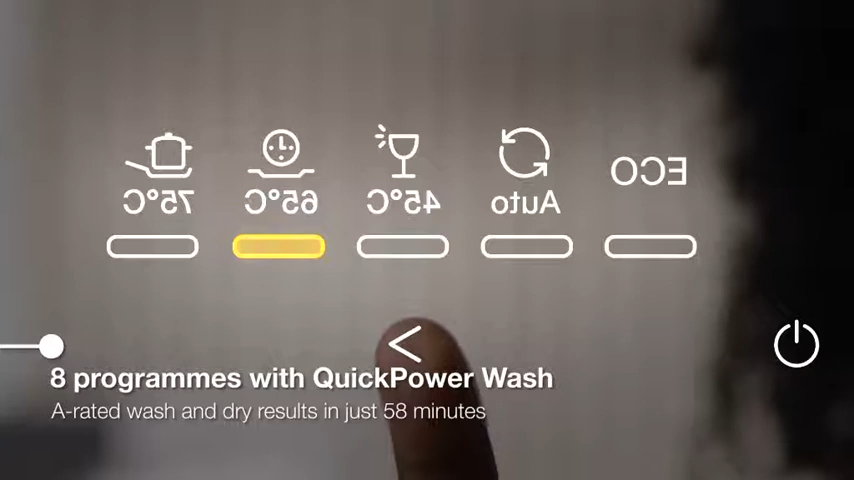 75°C 65°C 45°C Auto ECO
8 programmes with QuickPower Wash
A-rated wash and dry results in just 58 minutes